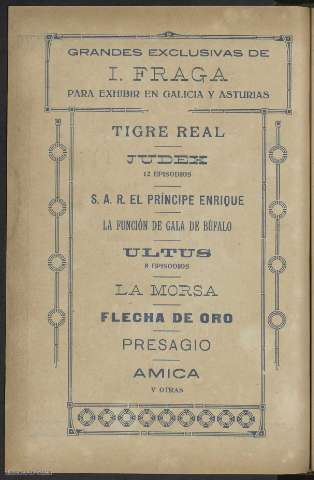 GRANDES EXCLUSIVAS DE
I. FRAGA
PARA EXHIBIR EN GALICIA Y ASTURIAS
TIGRE REAL
JUDEX
12 EPISODIOS
S. A. R. EL PRÍNCIPE ENRIQUE
LA FUNCIÓN DE GALA DE BÚFALO
ULTUS
8 EPISODIOS
LA MORSA
FLECHA DE ORO
PRESAGIO
AMICA
Y OTRAS